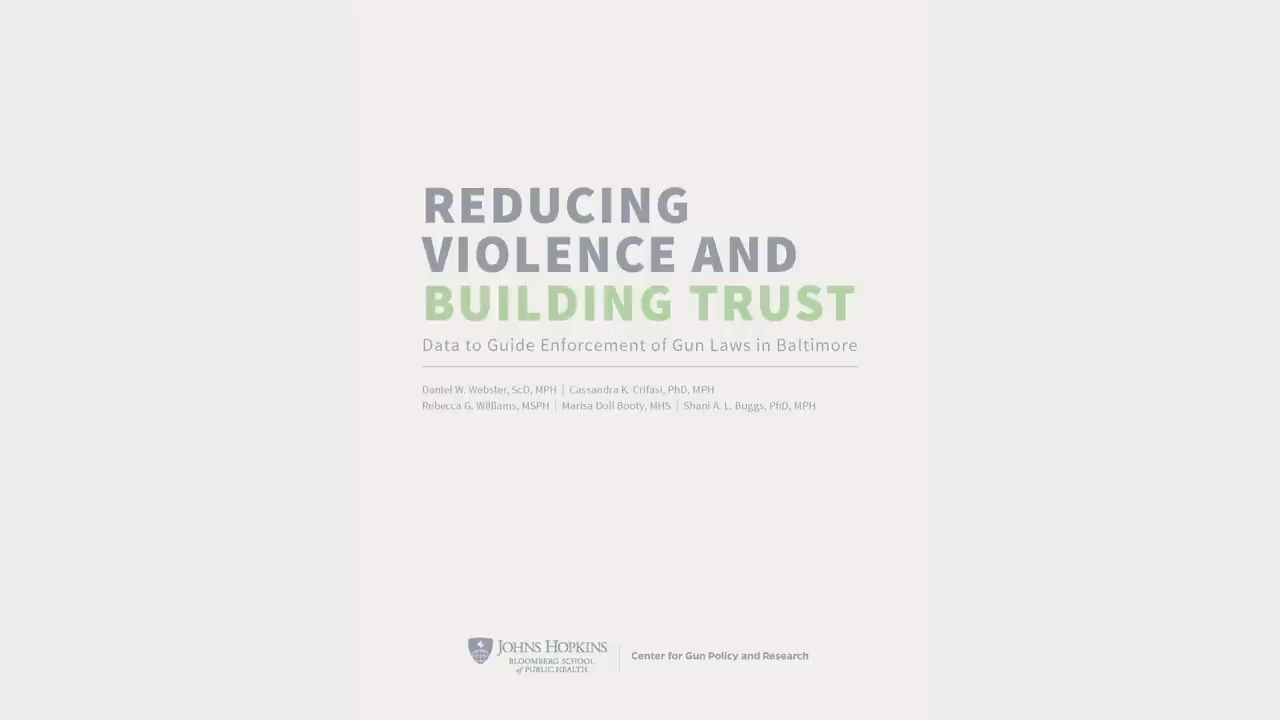 REDUCING
VIOLENCE AND
BUILDING TRUST
Data to Guide Enforcement of Gun Laws in Baltimore
Daniel W. Webster, ScD, MPH | Cassandra K. Crifasi, PhD, MPH
Rebecca G. Williams, MSPH | Marisa Doll Booty, MHS | Shani A. L. Buggs, PhD, MPH
JOHNS HOPKINS
BLOOMBERG SCHOOL
of PUBLIC HEALTH
Center for Gun Policy and Research